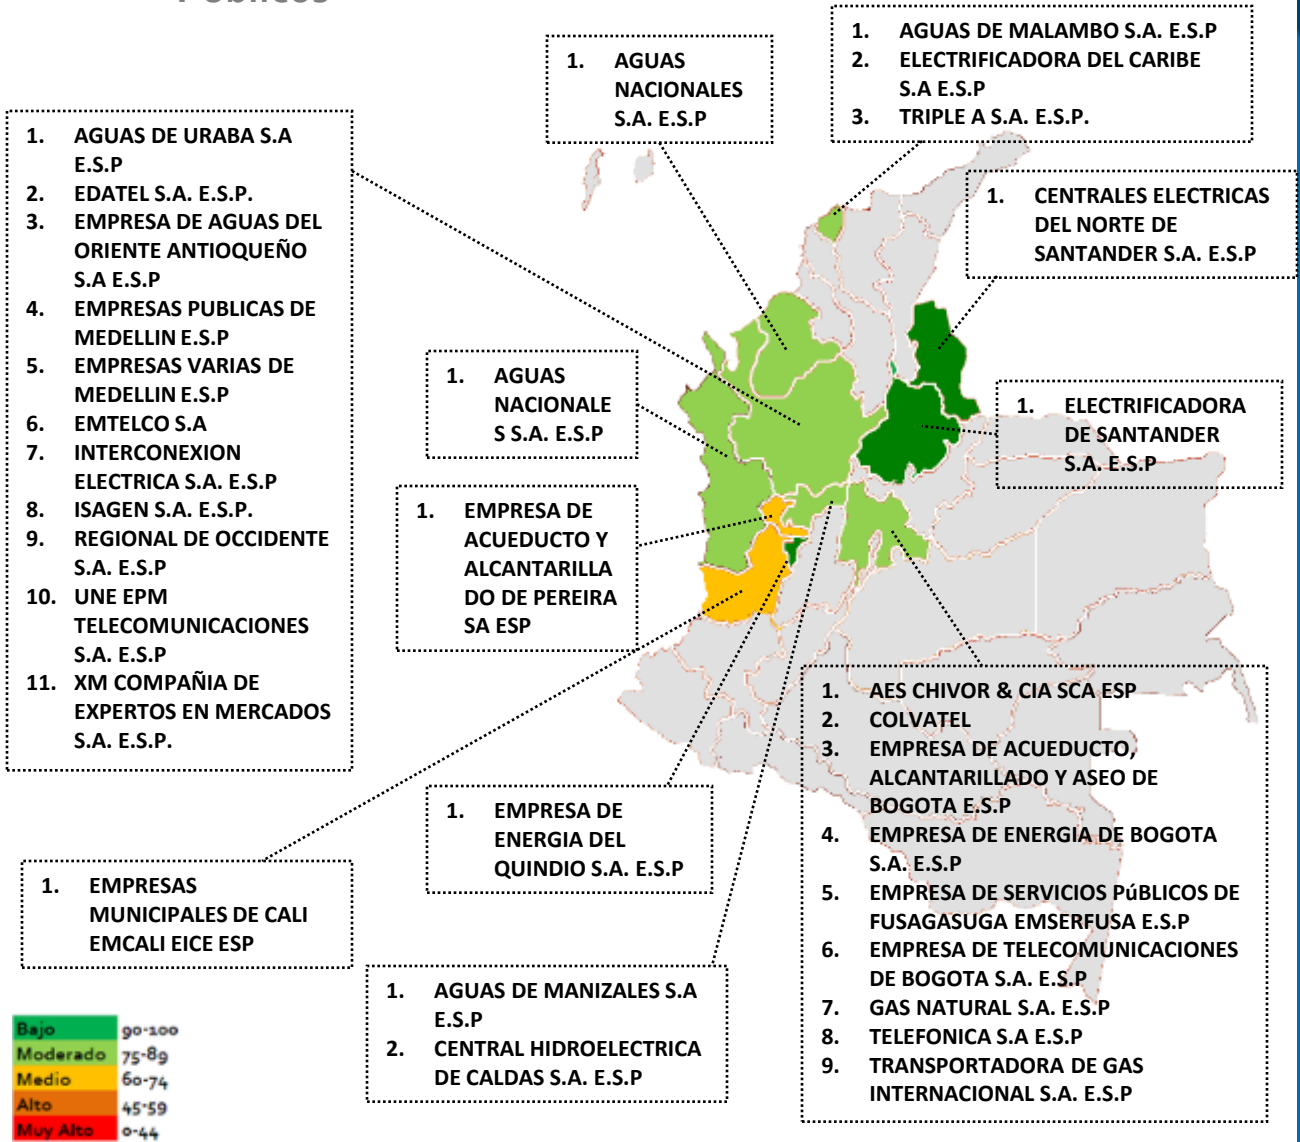 1. AGUAS DE MALAMBO S.A. E.S.P
2. ELECTRIFICADORA DEL CARIBE
S.A E.S.P
3. TRIPLE A S.A. E.S.P.
1. AGUAS
NACIONALES
S.A. E.S.P
1. AGUAS DE URABA S.A
E.S.P
2. EDATEL S.A. E.S.P.
3. EMPRESA DE AGUAS DEL
ORIENTE ANTIOQUEÑO
S.A E.S.P
4. EMPRESAS PUBLICAS DE
MEDELLIN E.S.P
5. EMPRESAS VARIAS DE
MEDELLIN E.S.P
6. EMTELCO S.A
7. INTERCONEXION
ELECTRICA S.A. E.S.P
8. ISAGEN S.A. E.S.P.
9. REGIONAL DE OCCIDENTE
S.A. E.S.P
10. UNE EPM
TELECOMUNICACIONES
S.A. E.S.P
11. XM COMPAÑIA DE
EXPERTOS EN MERCADOS
S.A. E.S.P.
1. CENTRALES ELECTRICAS
DEL NORTE DE
SANTANDER S.A. E.S.P
1. AGUAS
NACIONALE
S S.A. E.S.P
1. ELECTRIFICADORA
DE SANTANDER
S.A. E.S.P
1. EMPRESA DE
ACUEDUCTO Y
ALCANTARILLA
DO DE PEREIRA
SA ESP
1. AES CHIVOR & CIA SCA ESP
2. COLVATEL
3. EMPRESA DE ACUEDUCTO,
ALCANTARILLADO Y ASEO DE
BOGOTA E.S.P
4. EMPRESA DE ENERGIA DE BOGOTA
S.A. E.S.P
5. EMPRESA DE SERVICIOS PúBLICOS DE
FUSAGASUGA EMSERFUSA E.S.P
6. EMPRESA DE TELECOMUNICACIONES
DE BOGOTA S.A. E.S.P
7. GAS NATURAL S.A. E.S.P
8. TELEFONICA S.A E.S.P
9. TRANSPORTADORA DE GAS
INTERNACIONAL S.A. E.S.P
1. EMPRESA DE
ENERGIA DEL
QUINDIO S.A. E.S.P
1. EMPRESAS
MUNICIPALES DE CALI
EMCALI EICE ESP
1. AGUAS DE MANIZALES S.A
E.S.P
2. CENTRAL HIDROELECTRICA
DE CALDAS S.A. E.S.P
Bajo 90-100
Moderado 75-89
Medio 60-74
Alto 45-59
Muy Alto 0-44